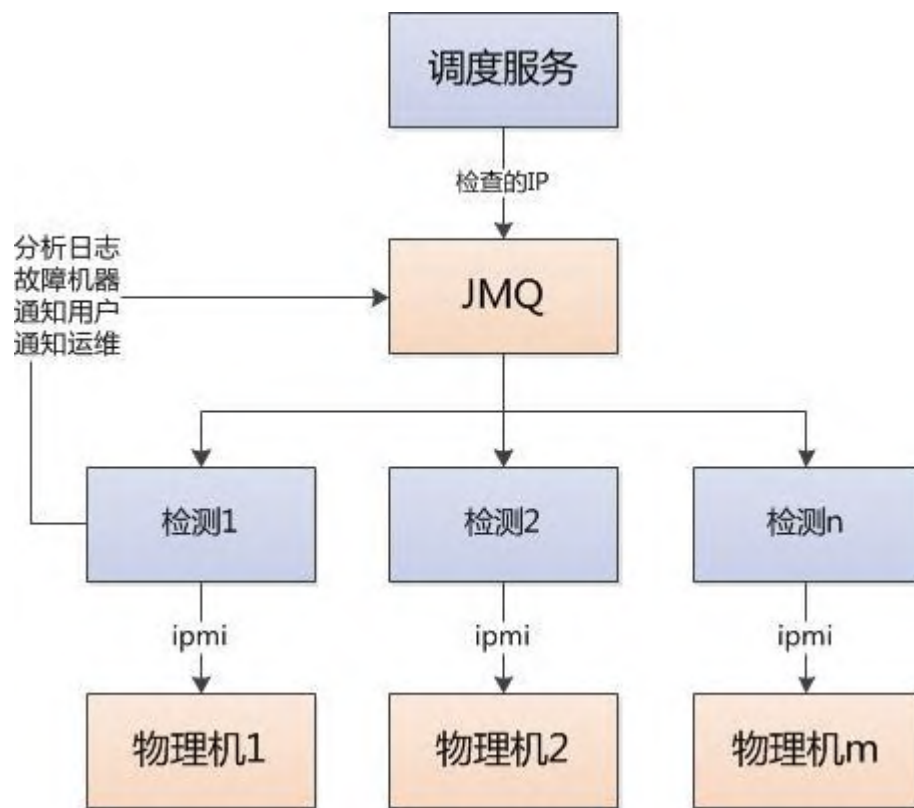 调度服务
检查的IP
分析日志
故障机器
通知用户
通知运维
JMQ
检测1
检测2
检测n
ipmi
ipmi
ipmi
物理机1
物理机2
物理机m